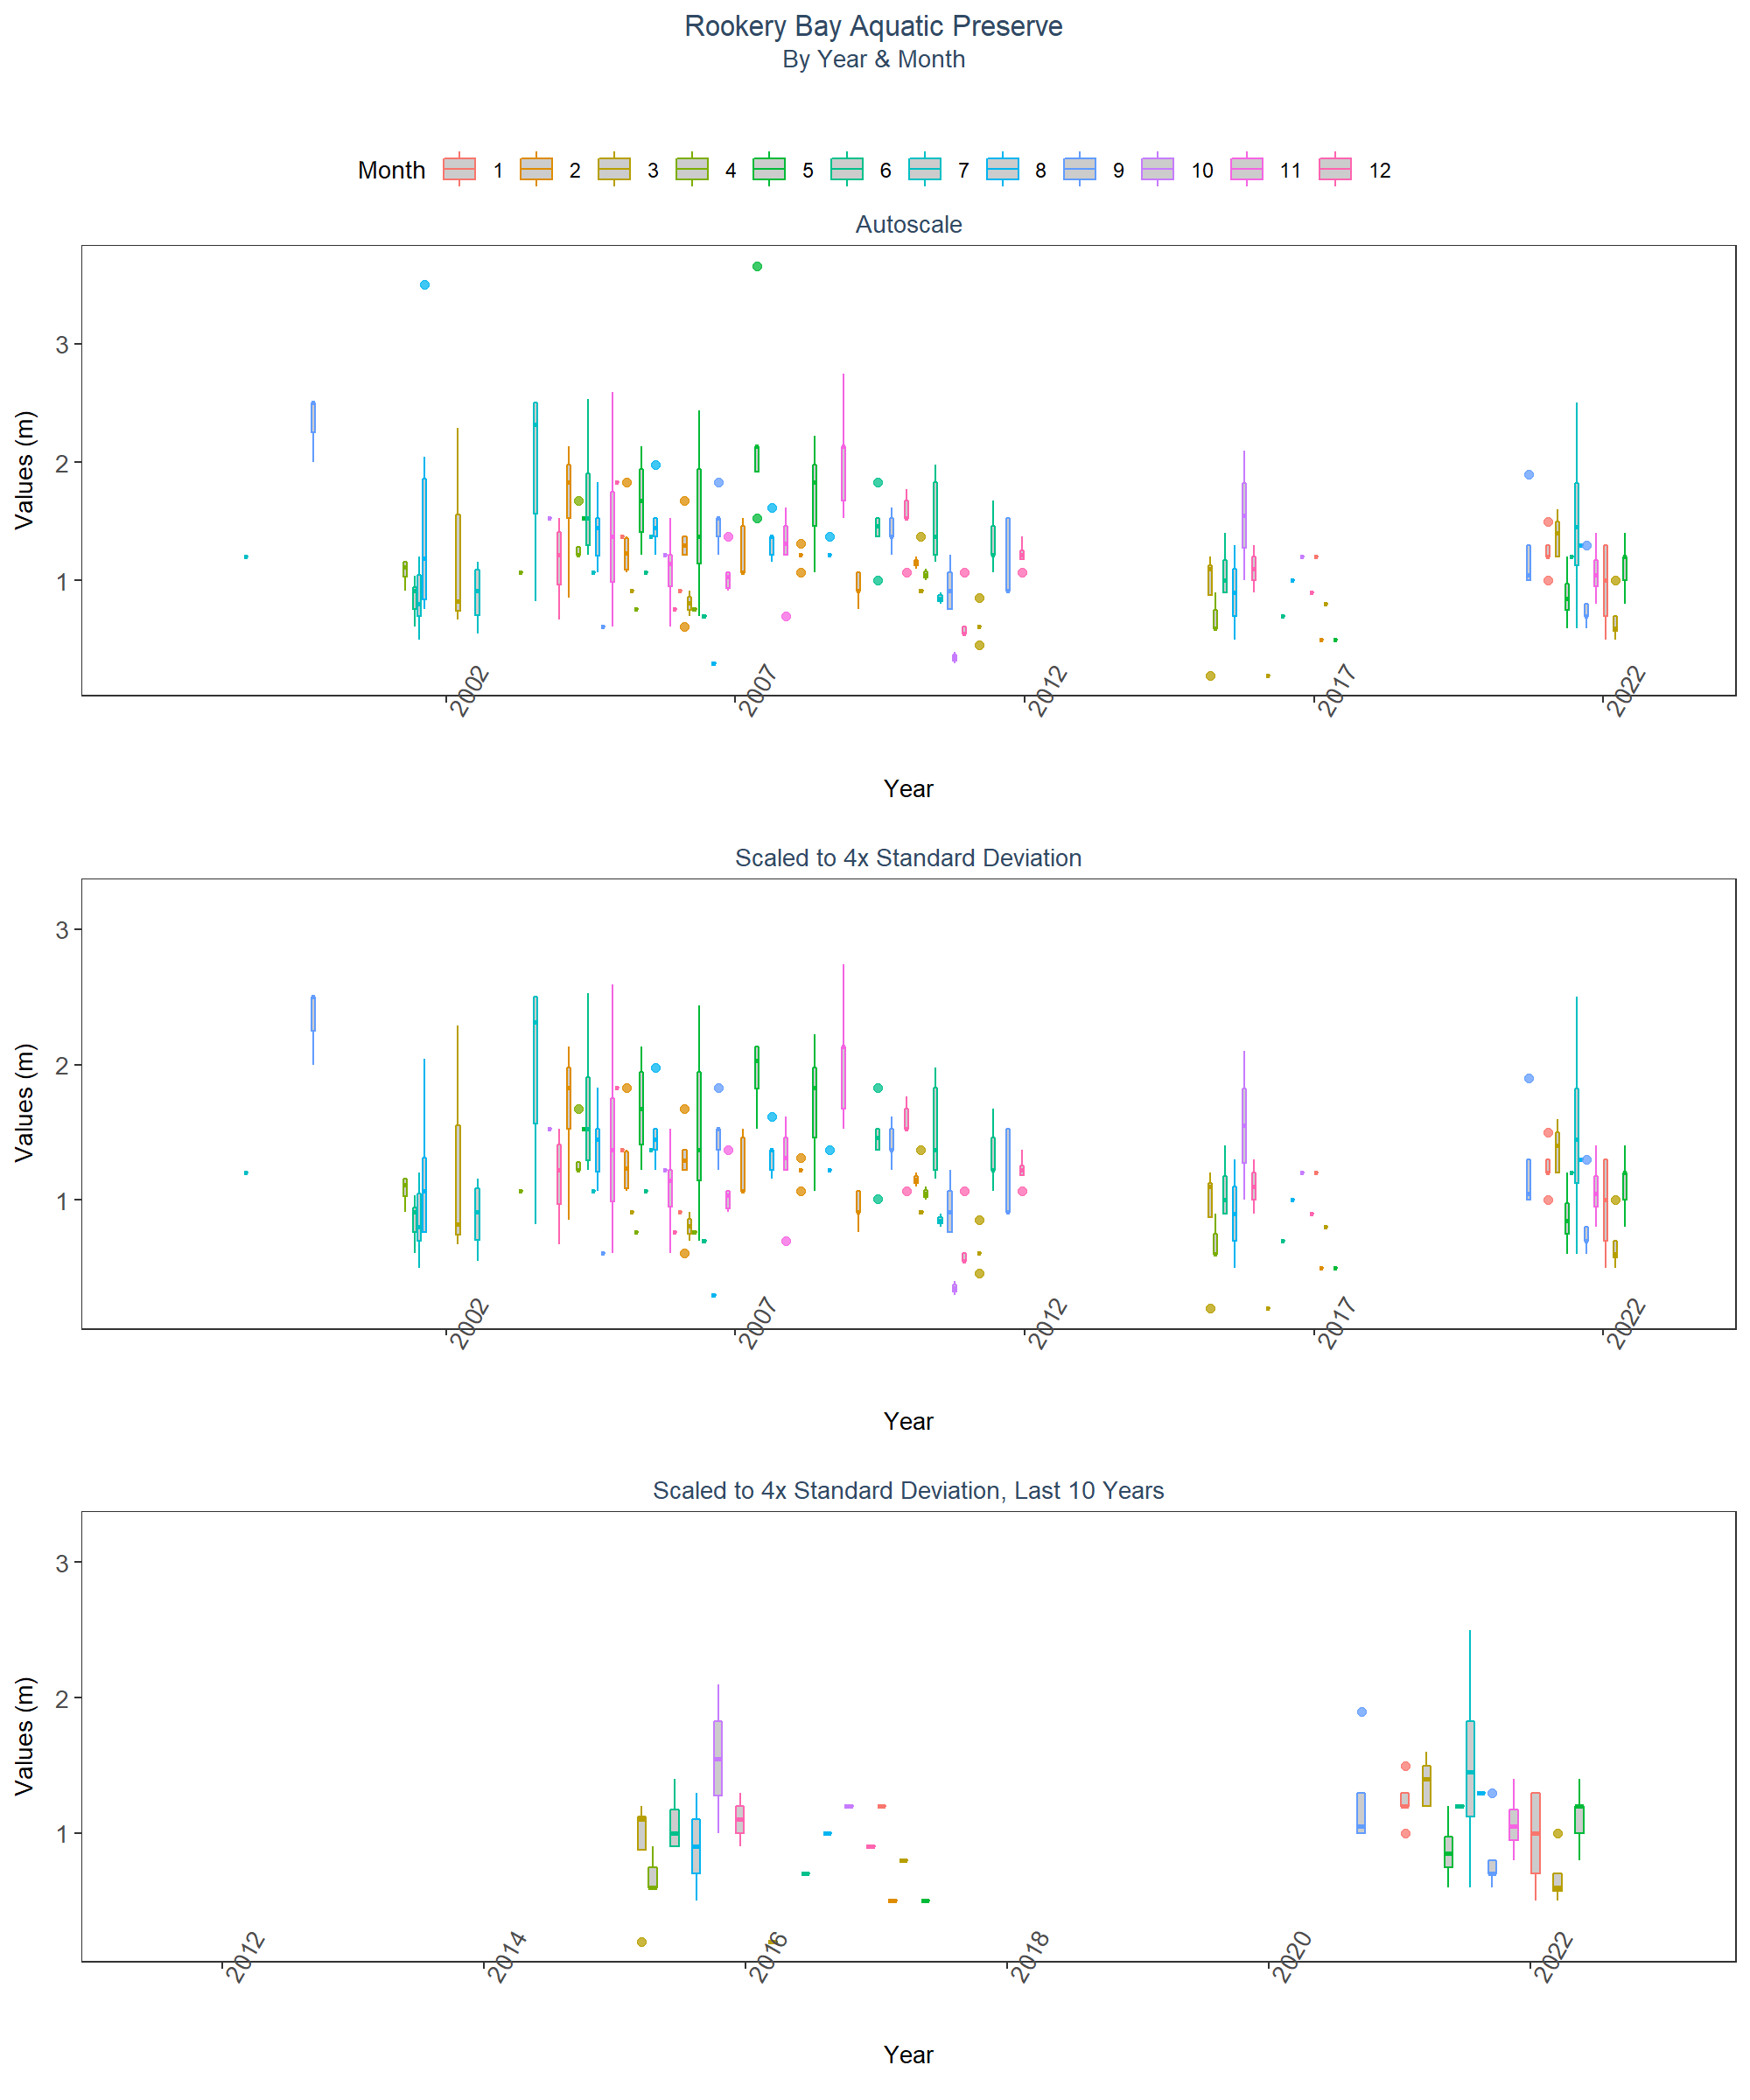 Rookery Bay Aquatic Preserve
By Year & Month
Month 1 2 3 4 5 6 7 8 9 10 11 12
Autoscale
Values (m)
3
2
1
2002 2007 2012 2017 2022
Year
Scaled to 4x Standard Deviation
Values (m)
3
2
1
2002 2007 2012 2017 2022
Year
Scaled to 4x Standard Deviation, Last 10 Years
Values (m)
3
2
1
2012 2014 2016 2018 2020 2022
Year